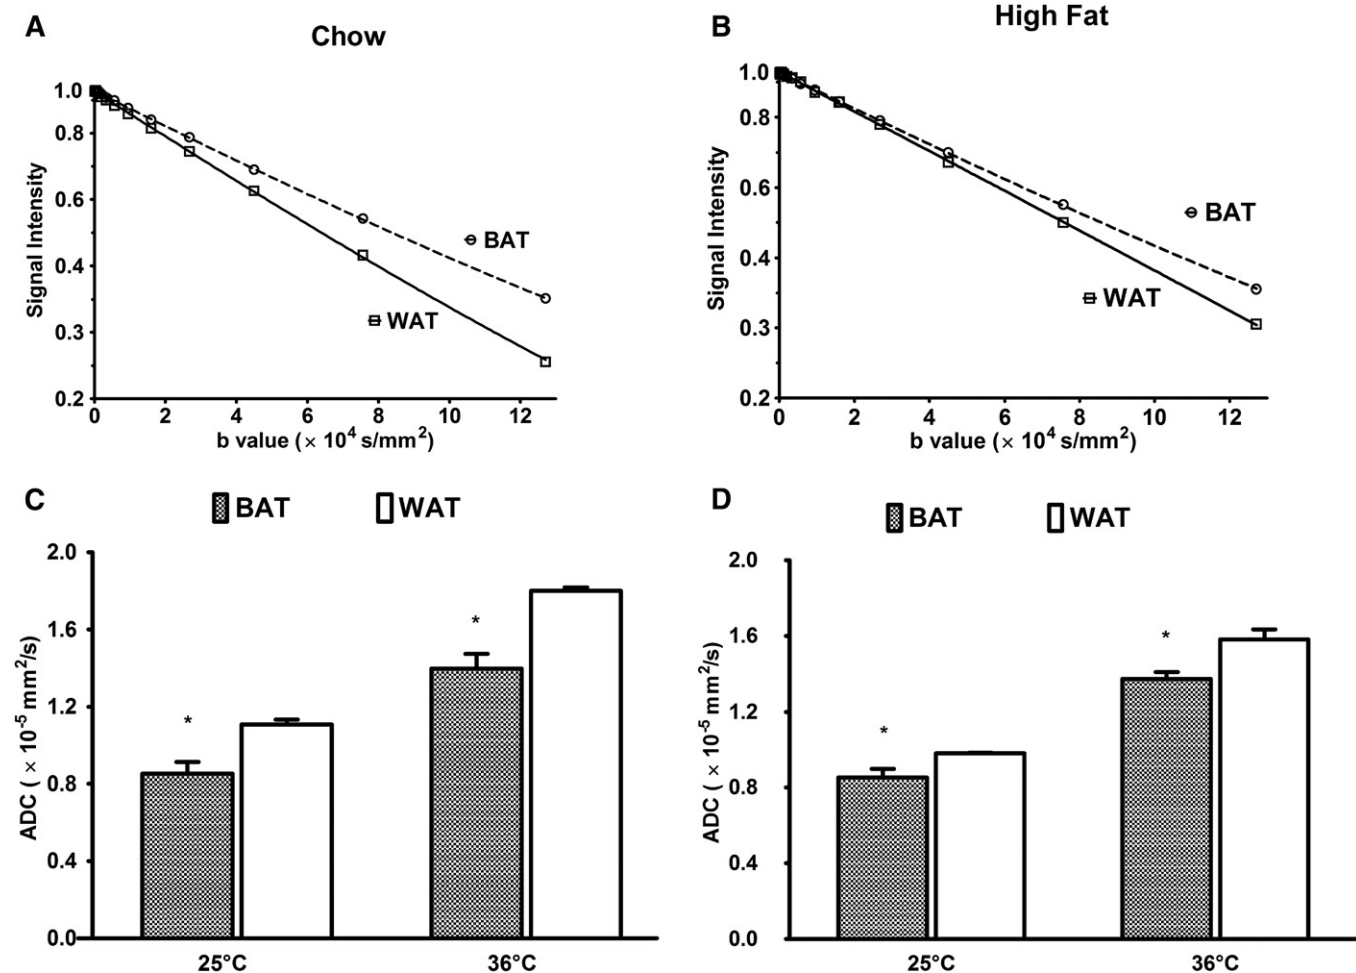 A
Chow
1.0
0.8
0.6
0.4
0.3
0.2
Signal Intensity
BAT
WAT
0 2 4 6 8 10 12
b value (× 10⁴ s/mm²)
B
High Fat
1.0
0.8
0.6
0.4
0.3
0.2
Signal Intensity
BAT
WAT
0 2 4 6 8 10 12
b value (× 10⁴ s/mm²)
C
BAT WAT
2.0
1.6
1.2
0.8
0.4
0.0
ADC ( × 10⁻⁵ mm²/s)
* *
25°C 36°C
D
BAT WAT
2.0
1.6
1.2
0.8
0.4
0.0
ADC ( × 10⁻⁵ mm²/s)
* *
25°C 36°C